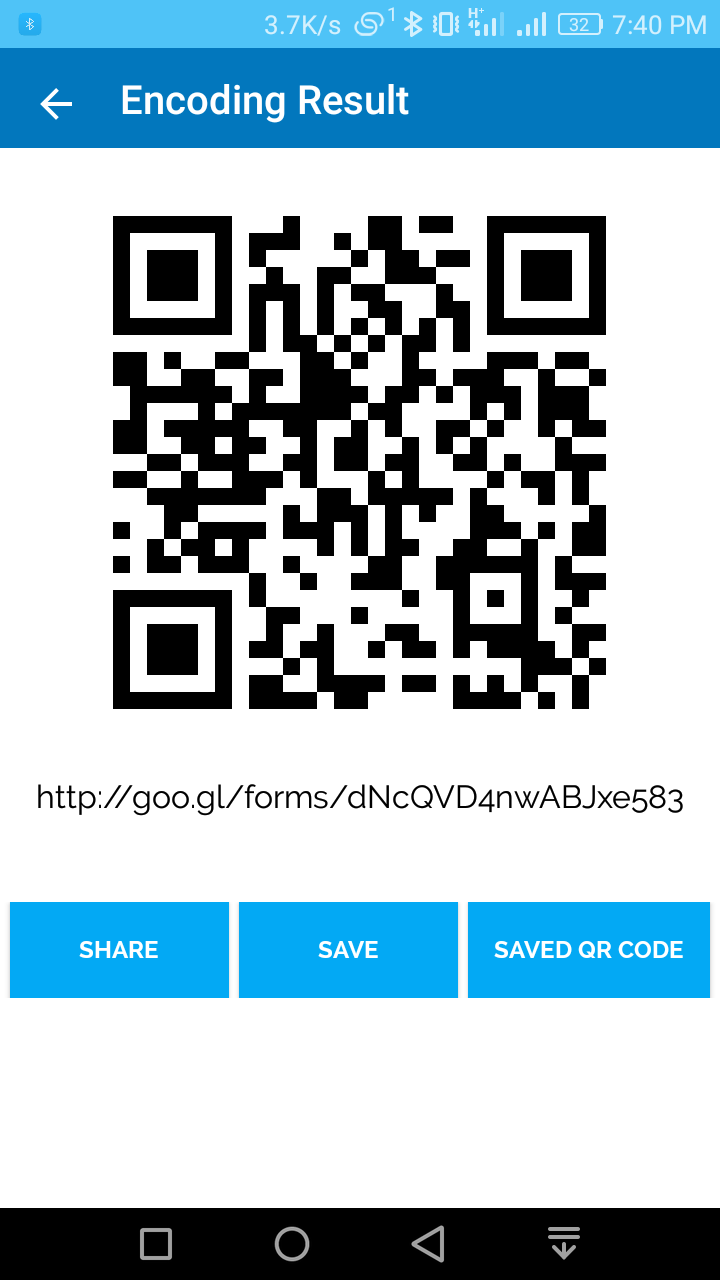 3.7K/s 1 H+ 32 7:40 PM
Encoding Result
http://goo.gl/forms/dNcQVD4nwABJxe583
SHARE SAVE SAVED QR CODE